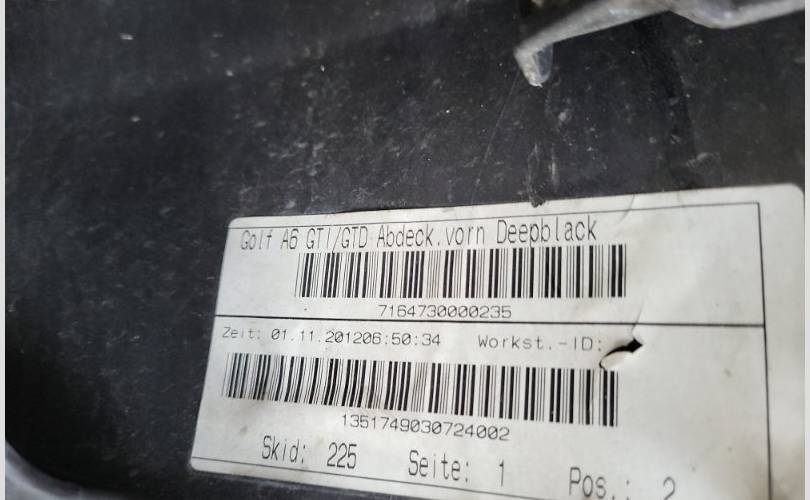 Golf A6 GTI/GTD Abdeck.vorn Deepblack
7164730000235
Zeit: 01.11.201206:50:34 Workst.-ID:
1351749030724002
Skid: 225 Seite: 1 Pos.: 2